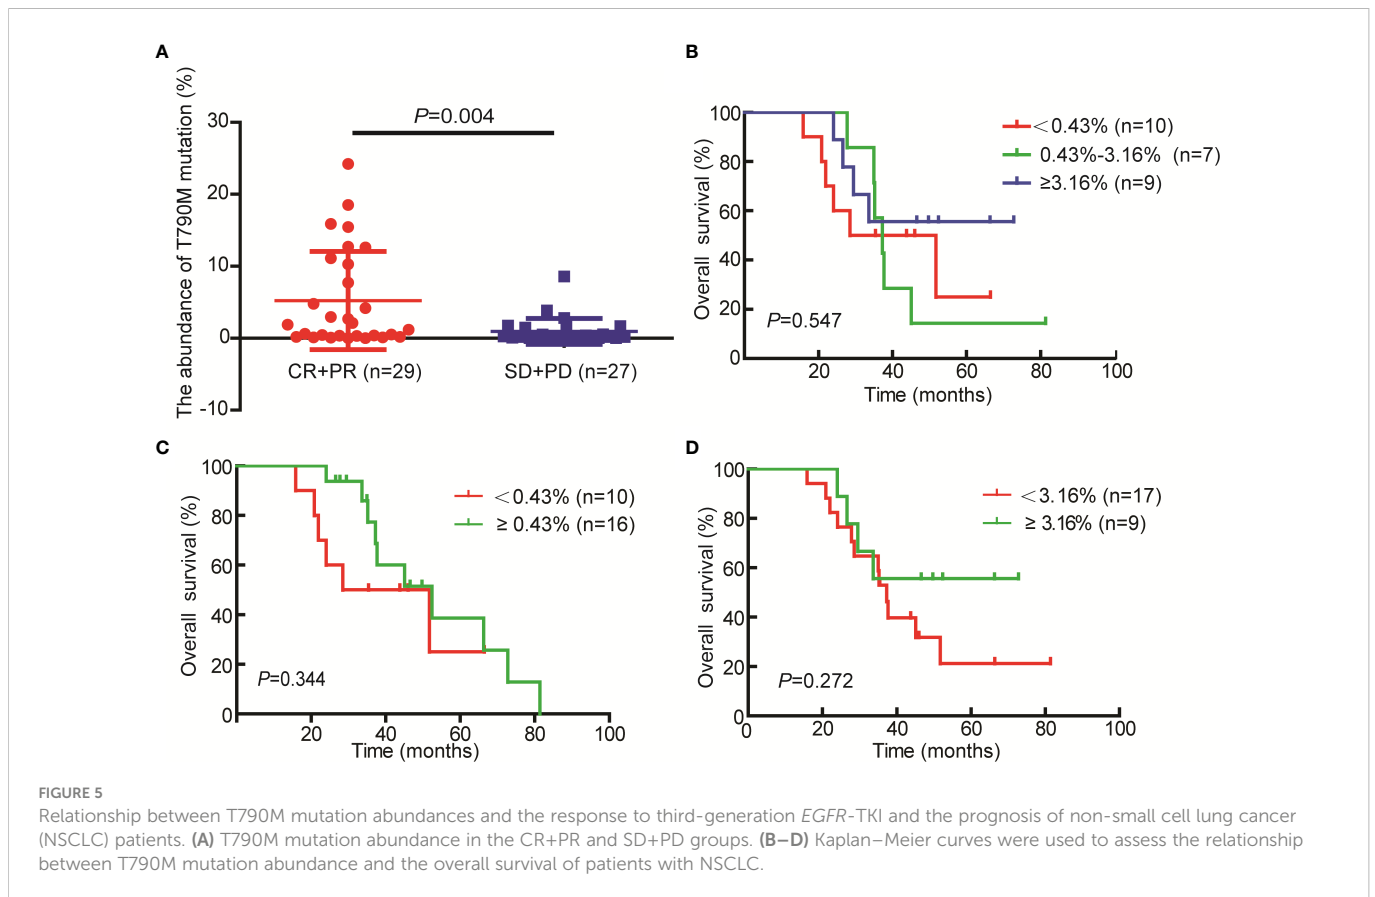 A
The abundance of T790M mutation (%)
30
20
10
0
-10
P=0.004
CR+PR (n=29)
SD+PD (n=27)
B
Overall survival (%)
100
80
60
40
20
0
<0.43% (n=10)
0.43%-3.16% (n=7)
≥3.16% (n=9)
P=0.547
20 40 60 80 100
Time (months)
C
Overall survival (%)
100
80
60
40
20
0
< 0.43% (n=10)
≥ 0.43% (n=16)
P=0.344
20 40 60 80 100
Time (months)
D
Overall survival (%)
100
80
60
40
20
0
< 3.16% (n=17)
≥ 3.16% (n=9)
P=0.272
0 20 40 60 80 100
Time (months)
FIGURE 5
Relationship between T790M mutation abundances and the response to third-generation EGFR-TKI and the prognosis of non-small cell lung cancer
(NSCLC) patients. (A) T790M mutation abundance in the CR+PR and SD+PD groups. (B–D) Kaplan–Meier curves were used to assess the relationship
between T790M mutation abundance and the overall survival of patients with NSCLC.